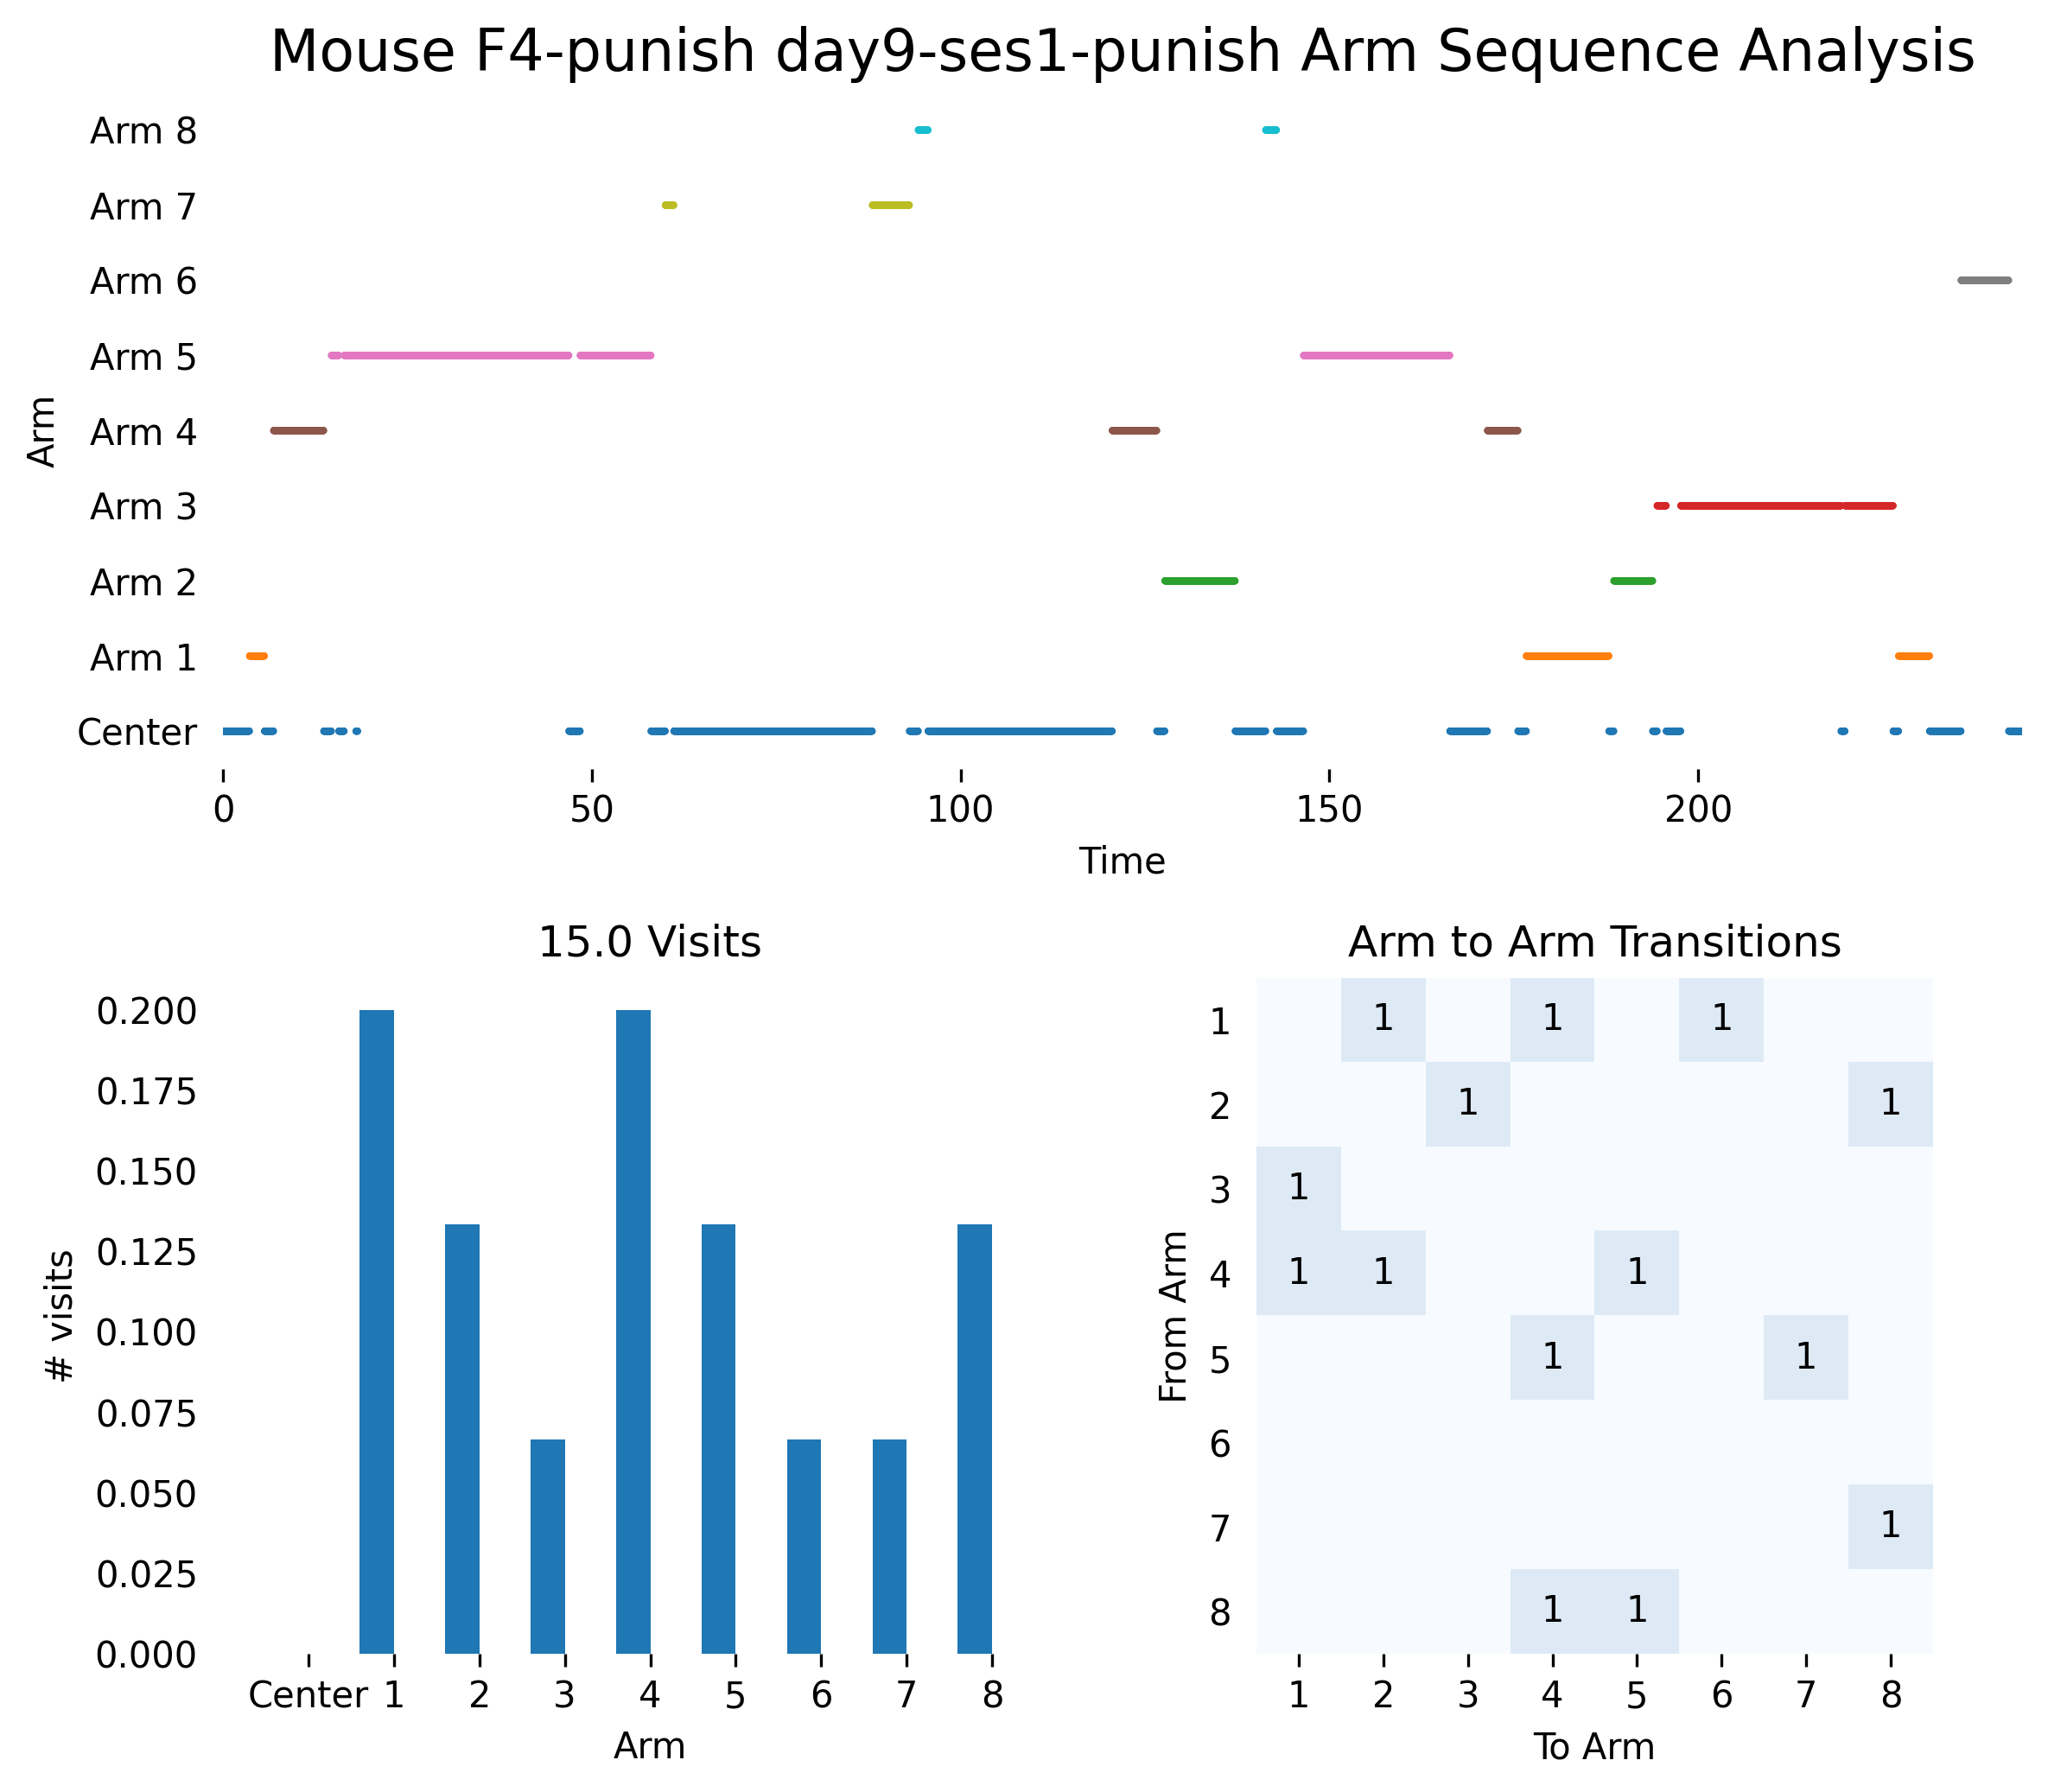 Mouse F4-punish day9-ses1-punish Arm Sequence Analysis
Arm 8
Arm 7
Arm 6
Arm 5
Arm 4
Arm 3
Arm 2
Arm 1
Center
Arm
0 50 100 150 200
Time
15.0 Visits
0.200
0.175
0.150
0.125
0.100
0.075
0.050
0.025
0.000
# visits
Center 1 2 3 4 5 6 7 8
Arm
Arm to Arm Transitions
1 1 1 1
2 1 1
3 1
4 1 1 1
5 1 1
6
7 1
8 1 1
From Arm
1 2 3 4 5 6 7 8
To Arm